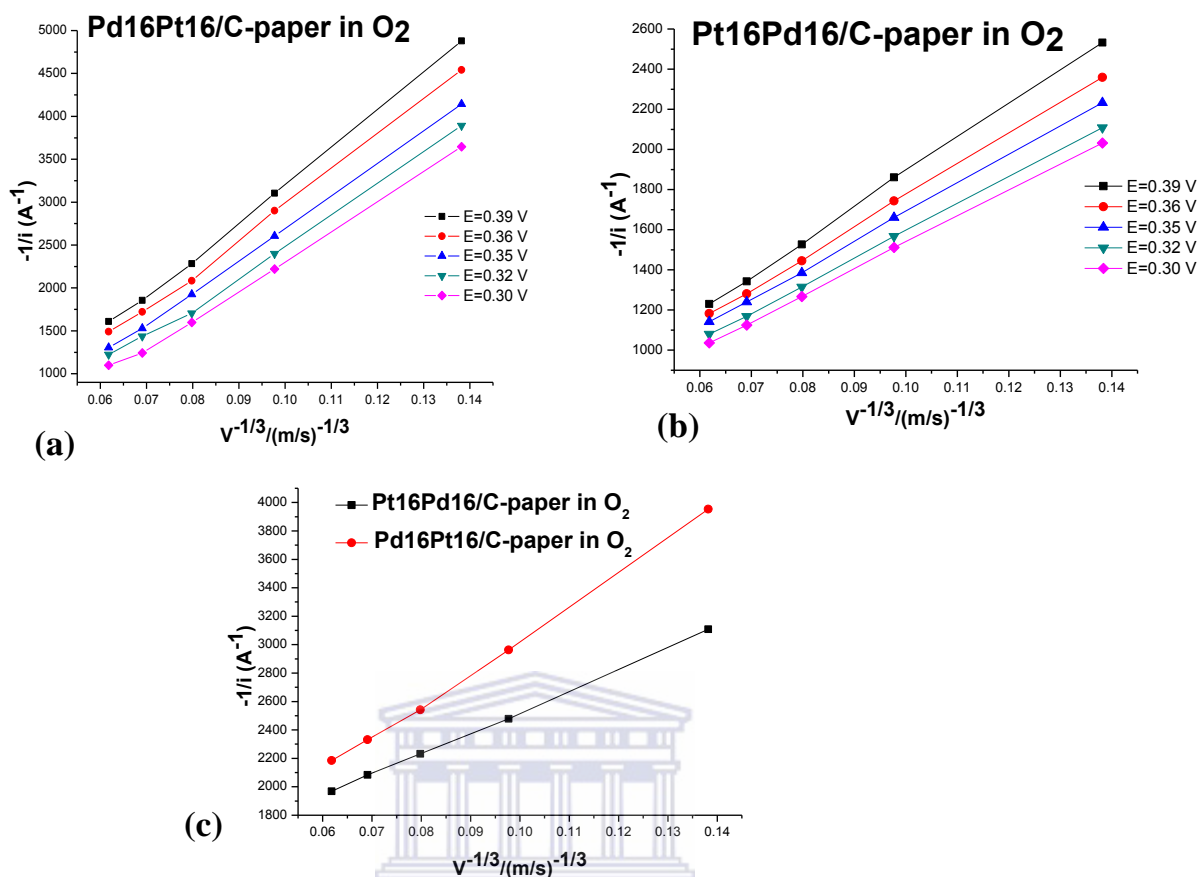 Pd16Pt16/C-paper in O2
5000
4500
4000
3500
3000
2500
2000
1500
1000
-1/i (A-1)
E=0.39 V
E=0.36 V
E=0.35 V
E=0.32 V
E=0.30 V
0.06 0.07 0.08 0.09 0.10 0.11 0.12 0.13 0.14
V-1/3/(m/s)-1/3
(a)
Pt16Pd16/C-paper in O2
2600
2400
2200
2000
1800
1600
1400
1200
1000
-1/i (A-1)
E=0.39 V
E=0.36 V
E=0.35 V
E=0.32 V
E=0.30 V
0.06 0.07 0.08 0.09 0.10 0.11 0.12 0.13 0.14
V-1/3/(m/s)-1/3
(b)
Pt16Pd16/C-paper in O2
Pd16Pt16/C-paper in O2
4000
3800
3600
3400
3200
3000
2800
2600
2400
2200
2000
1800
-1/i (A-1)
0.06 0.07 0.08 0.09 0.10 0.11 0.12 0.13 0.14
V-1/3/(m/s)-1/3
(c)